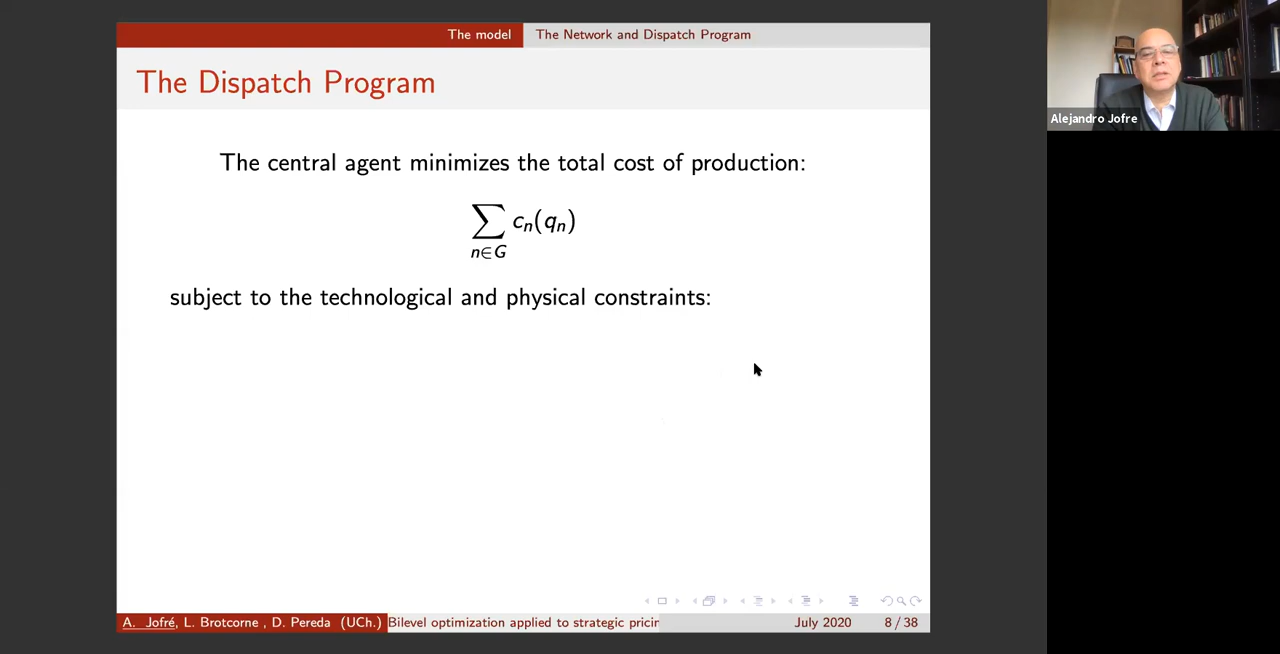 The model
The Network and Dispatch Program
The Dispatch Program
The central agent minimizes the total cost of production:
∑ cₙ(qₙ)
n∈G
subject to the technological and physical constraints:
A. Jofré, L. Brotcorne , D. Pereda (UCh.)
Bilevel optimization applied to strategic pricin
July 2020
8 / 38
Alejandro Jofre